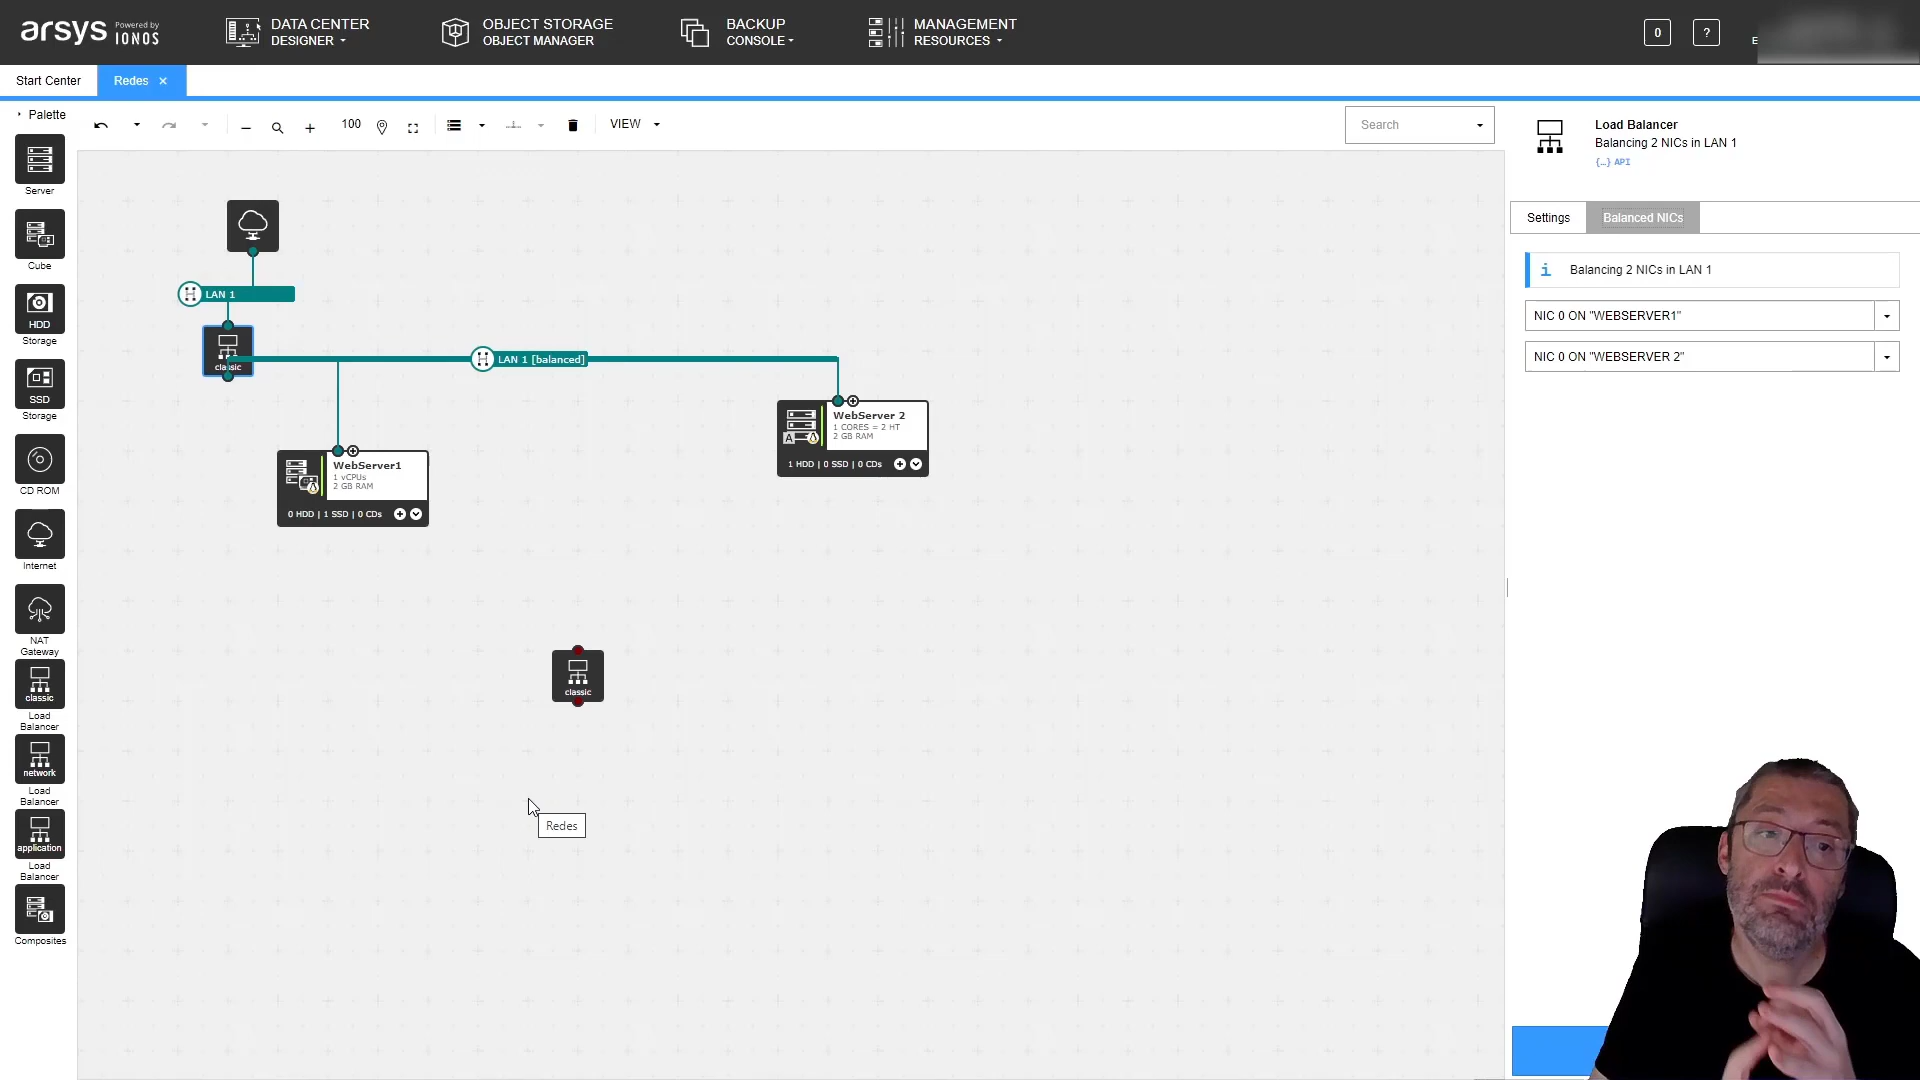 arsys Powered by IONOS
DATA CENTER
DESIGNER
OBJECT STORAGE
OBJECT MANAGER
BACKUP
CONSOLE
MANAGEMENT
RESOURCES
0
?
E
Start Center
Redes
Palette
100
VIEW
Search
Server
Cube
HDD
Storage
SSD
Storage
CD ROM
Internet
NAT
Gateway
classic
Load
Balancer
network
Load
Balancer
application
Load
Balancer
Composites
LAN 1
classic
LAN 1 [balanced]
WebServer1
1 vCPUs
2 GB RAM
0 HDD | 1 SSD | 0 CDs
WebServer 2
1 CORES = 2 HT
2 GB RAM
A
1 HDD | 0 SSD | 0 CDs
classic
Redes
Load Balancer
Balancing 2 NICs in LAN 1
{...} API
Settings
Balanced NICs
i Balancing 2 NICs in LAN 1
NIC 0 ON "WEBSERVER1"
NIC 0 ON "WEBSERVER 2"